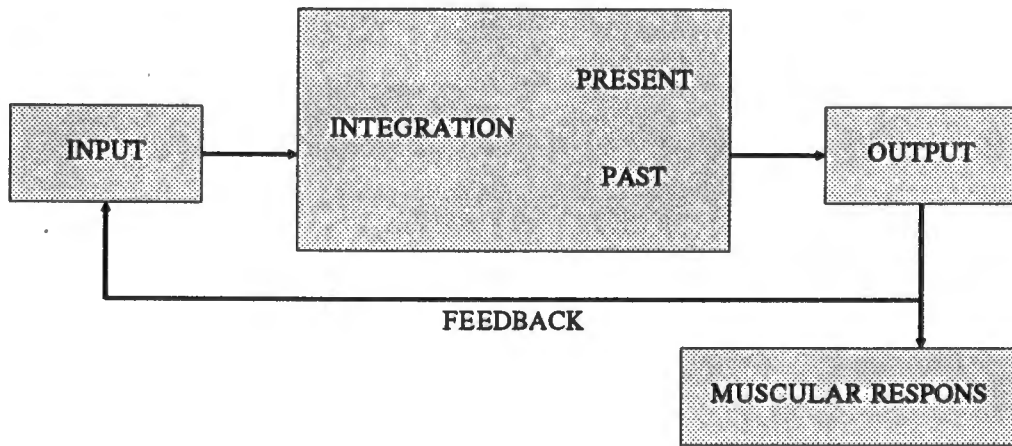 PRESENT
INPUT
INTEGRATION
OUTPUT
PAST
FEEDBACK
MUSCULAR RESPONS